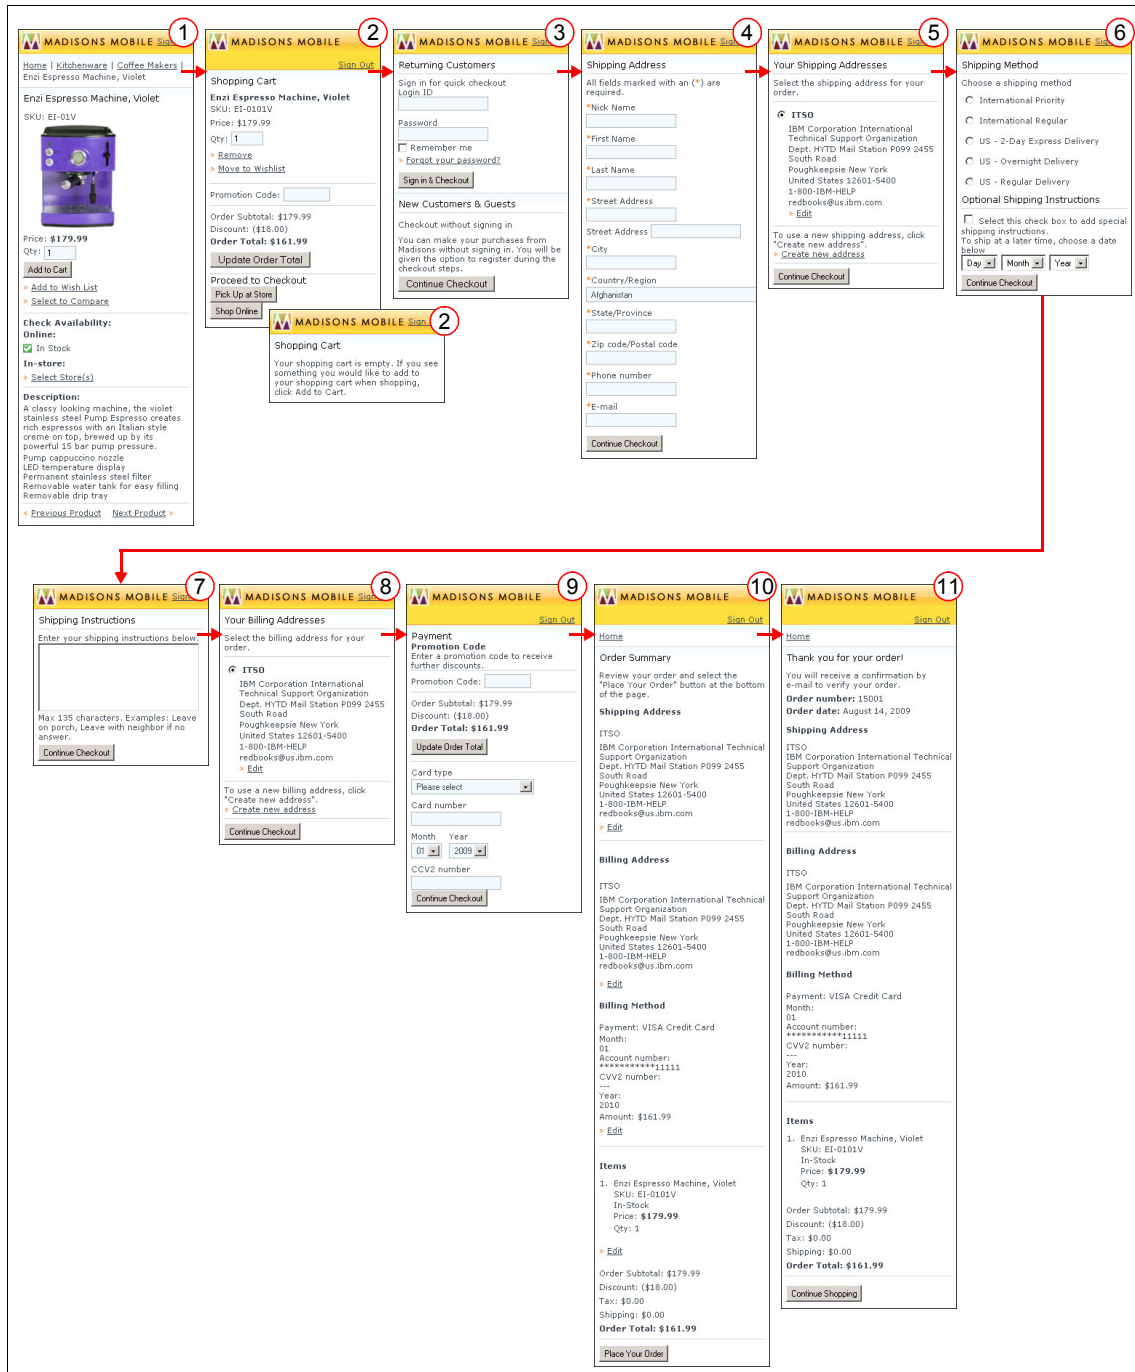 MADISONS MOBILE Sign
1
Home | Kitchenware | Coffee Makers |
Enzi Espresso Machine, Violet
Enzi Espresso Machine, Violet
SKU: EI-01V
Price: $179.99
Qty: 1
Add to Cart
» Add to Wish List
» Select to Compare
Check Availability:
Online:
In Stock
In-store:
» Select Store(s)
Description:
A classy looking machine, the violet
stainless steel Pump Espresso creates
rich espressos with an Italian style
creme on top, brewed up by its
powerful 15 bar pump pressure.
Pump cappuccino nozzle
LED temperature display
Permanent stainless steel filter
Removable water tank for easy filling
Removable drip tray
« Previous Product Next Product »
MADISONS MOBILE
2
Sign Out
Shopping Cart
Enzi Espresso Machine, Violet
SKU: EI-0101V
Price: $179.99
Qty: 1
» Remove
» Move to Wishlist
Promotion Code:
Order Subtotal: $179.99
Discount: ($18.00)
Order Total: $161.99
Update Order Total
Proceed to Checkout
Pick Up at Store
Shop Online
MADISONS MOBILE Sign
2
Shopping Cart
Your shopping cart is empty. If you see
something you would like to add to
your shopping cart when shopping,
click Add to Cart.
MADISONS MOBILE Sign
3
Returning Customers
Sign in for quick checkout
Login ID
Password
Remember me
» Forgot your password?
Sign in & Checkout
New Customers & Guests
Checkout without signing in
You can make your purchases from
Madisons without signing in. You will be
given the option to register during the
checkout steps.
Continue Checkout
MADISONS MOBILE Sign
4
Shipping Address
All fields marked with an (*) are
required.
*Nick Name
*First Name
*Last Name
*Street Address
Street Address
*City
*Country/Region
Afghanistan
*State/Province
*Zip code/Postal code
*Phone number
*E-mail
Continue Checkout
MADISONS MOBILE Sign
5
Your Shipping Addresses
Select the shipping address for your
order.
ITSO
IBM Corporation International
Technical Support Organization
Dept. HYTD Mail Station P099 2455
South Road
Poughkeepsie New York
United States 12601-5400
1-800-IBM-HELP
redbooks@us.ibm.com
» Edit
To use a new shipping address, click
"Create new address".
» Create new address
Continue Checkout
MADISONS MOBILE Sign
6
Shipping Method
Choose a shipping method
International Priority
International Regular
US - 2-Day Express Delivery
US - Overnight Delivery
US - Regular Delivery
Optional Shipping Instructions
Select this check box to add special
shipping instructions.
To ship at a later time, choose a date
below
Day Month Year
Continue Checkout
MADISONS MOBILE Sign
7
Shipping Instructions
Enter your shipping instructions below.
Max 135 characters. Examples: Leave
on porch, Leave with neighbor if no
answer.
Continue Checkout
MADISONS MOBILE Sign
8
Your Billing Addresses
Select the billing address for your
order.
ITSO
IBM Corporation International
Technical Support Organization
Dept. HYTD Mail Station P099 2455
South Road
Poughkeepsie New York
United States 12601-5400
1-800-IBM-HELP
redbooks@us.ibm.com
» Edit
To use a new billing address, click
"Create new address".
» Create new address
Continue Checkout
MADISONS MOBILE
9
Sign Out
Payment
Promotion Code
Enter a promotion code to receive
further discounts.
Promotion Code:
Order Subtotal: $179.99
Discount: ($18.00)
Order Total: $161.99
Update Order Total
Card type
Please select
Card number
Month Year
01 2009
CCV2 number
Continue Checkout
MADISONS MOBILE
10
Sign Out
Home
Order Summary
Review your order and select the
"Place Your Order" button at the bottom
of the page.
Shipping Address
ITSO
IBM Corporation International Technical
Support Organization
Dept. HYTD Mail Station P099 2455
South Road
Poughkeepsie New York
United States 12601-5400
1-800-IBM-HELP
redbooks@us.ibm.com
» Edit
Billing Address
ITSO
IBM Corporation International Technical
Support Organization
Dept. HYTD Mail Station P099 2455
South Road
Poughkeepsie New York
United States 12601-5400
1-800-IBM-HELP
redbooks@us.ibm.com
» Edit
Billing Method
Payment: VISA Credit Card
Month:
01
Account number:
***********11111
CVV2 number:
---
Year:
2010
Amount: $161.99
» Edit
Items
1. Enzi Espresso Machine, Violet
SKU: EI-0101V
In-Stock
Price: $179.99
Qty: 1
» Edit
Order Subtotal: $179.99
Discount: ($18.00)
Tax: $0.00
Shipping: $0.00
Order Total: $161.99
Place Your Order
MADISONS MOBILE
11
Sign Out
Home
Thank you for your order!
You will receive a confirmation by
e-mail to verify your order.
Order number: 15001
Order date: August 14, 2009
Shipping Address
ITSO
IBM Corporation International Technical
Support Organization
Dept. HYTD Mail Station P099 2455
South Road
Poughkeepsie New York
United States 12601-5400
1-800-IBM-HELP
redbooks@us.ibm.com
Billing Address
ITSO
IBM Corporation International Technical
Support Organization
Dept. HYTD Mail Station P099 2455
South Road
Poughkeepsie New York
United States 12601-5400
1-800-IBM-HELP
redbooks@us.ibm.com
Billing Method
Payment: VISA Credit Card
Month:
01
Account number:
***********11111
CVV2 number:
---
Year:
2010
Amount: $161.99
Items
1. Enzi Espresso Machine, Violet
SKU: EI-0101V
In-Stock
Price: $179.99
Qty: 1
Order Subtotal: $179.99
Discount: ($18.00)
Tax: $0.00
Shipping: $0.00
Order Total: $161.99
Continue Shopping